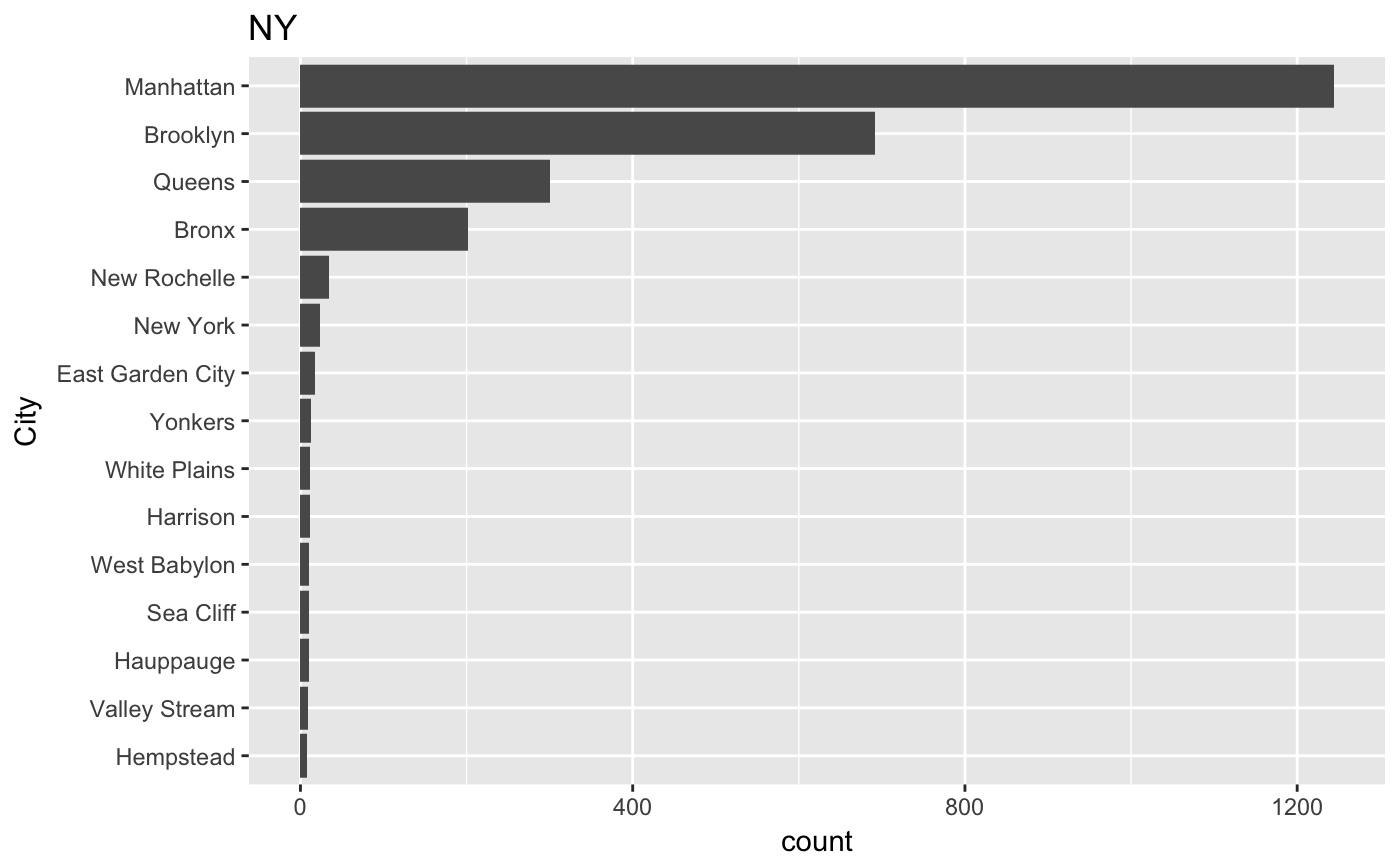 NY
City
Manhattan
Brooklyn
Queens
Bronx
New Rochelle
New York
East Garden City
Yonkers
White Plains
Harrison
West Babylon
Sea Cliff
Hauppauge
Valley Stream
Hempstead
0 400 800 1200
count